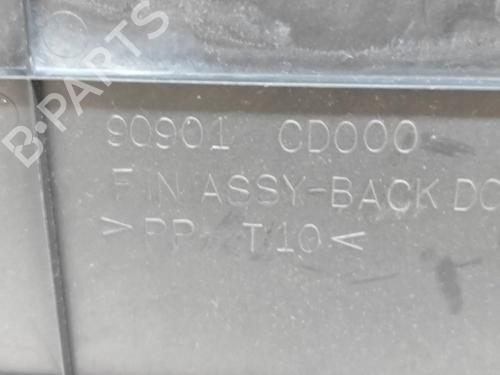 B-PARTS
90901 CD000
FIN ASSY-BACK DO
>PP-T10<